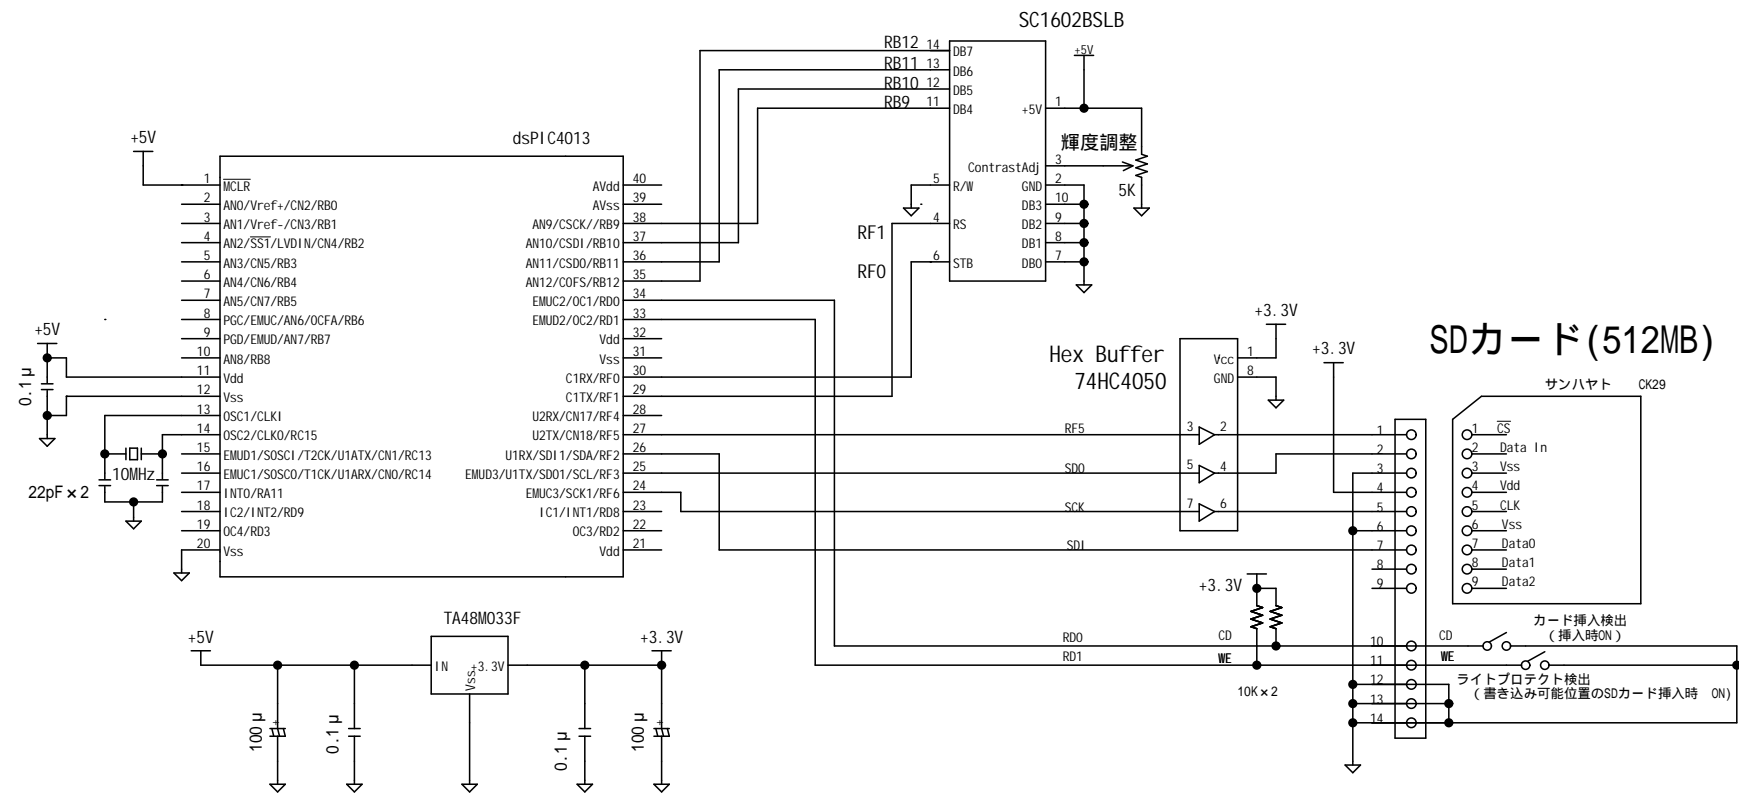 SC1602BSLB
RB12 14 DB7
RB11 13 DB6
RB10 12 DB5
RB9 11 DB4
+5V
+5V 1
輝度調整
ContrastAdj 3
5K
5 R/W
GND 2
DB3 10
4 RS
DB2 9
DB1 8
6 STB
DB0 7
RF1
RF0
dsPIC4013
+5V
1 MCLR
2 AN0/Vref+/CN2/RB0
3 AN1/Vref-/CN3/RB1
4 AN2/SS1/LVDIN/CN4/RB2
5 AN3/CN5/RB3
6 AN4/CN6/RB4
7 AN5/CN7/RB5
8 PGC/EMUC/AN6/OCFA/RB6
9 PGD/EMUD/AN7/RB7
10 AN8/RB8
11 Vdd
12 Vss
13 OSC1/CLKI
14 OSC2/CLKO/RC15
15 EMUD1/SOSCI/T2CK/U1ATX/CN1/RC13
16 EMUC1/SOSCO/T1CK/U1ARX/CN0/RC14
17 INT0/RA11
18 IC2/INT2/RD9
19 OC4/RD3
20 Vss
AVdd 40
AVss 39
AN9/CSCK//RB9 38
AN10/CSDI/RB10 37
AN11/CSDO/RB11 36
AN12/COFS/RB12 35
EMUC2/OC1/RD0 34
EMUD2/OC2/RD1 33
Vdd 32
Vss 31
C1RX/RF0 30
C1TX/RF1 29
U2RX/CN17/RF4 28
U2TX/CN18/RF5 27
U1RX/SDI1/SDA/RF2 26
EMUD3/U1TX/SDO1/SCL/RF3 25
EMUC3/SCK1/RF6 24
IC1/INT1/RD8 23
OC3/RD2 22
Vdd 21
+5V
0.1μ
10MHz
22pF×2
Hex Buffer
74HC4050
+3.3V
Vcc 1
GND 8
3 2
5 4
7 6
RF5
SDO
SCK
SDI
+3.3V
SDカード(512MB)
サンハヤト CK29
1
2
3
4
5
6
7
8
9
10
11
12
13
14
1 CS
2 Data In
3 Vss
4 Vdd
5 CLK
6 Vss
7 Data0
8 Data1
9 Data2
+3.3V
RD0 CD
RD1 WE
10K×2
CD
WE
カード挿入検出
(挿入時ON)
ライトプロテクト検出
(書き込み可能位置のSDカード挿入時 ON)
TA48M033F
+5V
IN
+3.3V
Vss
+3.3V
100μ
0.1μ
0.1μ
100μ